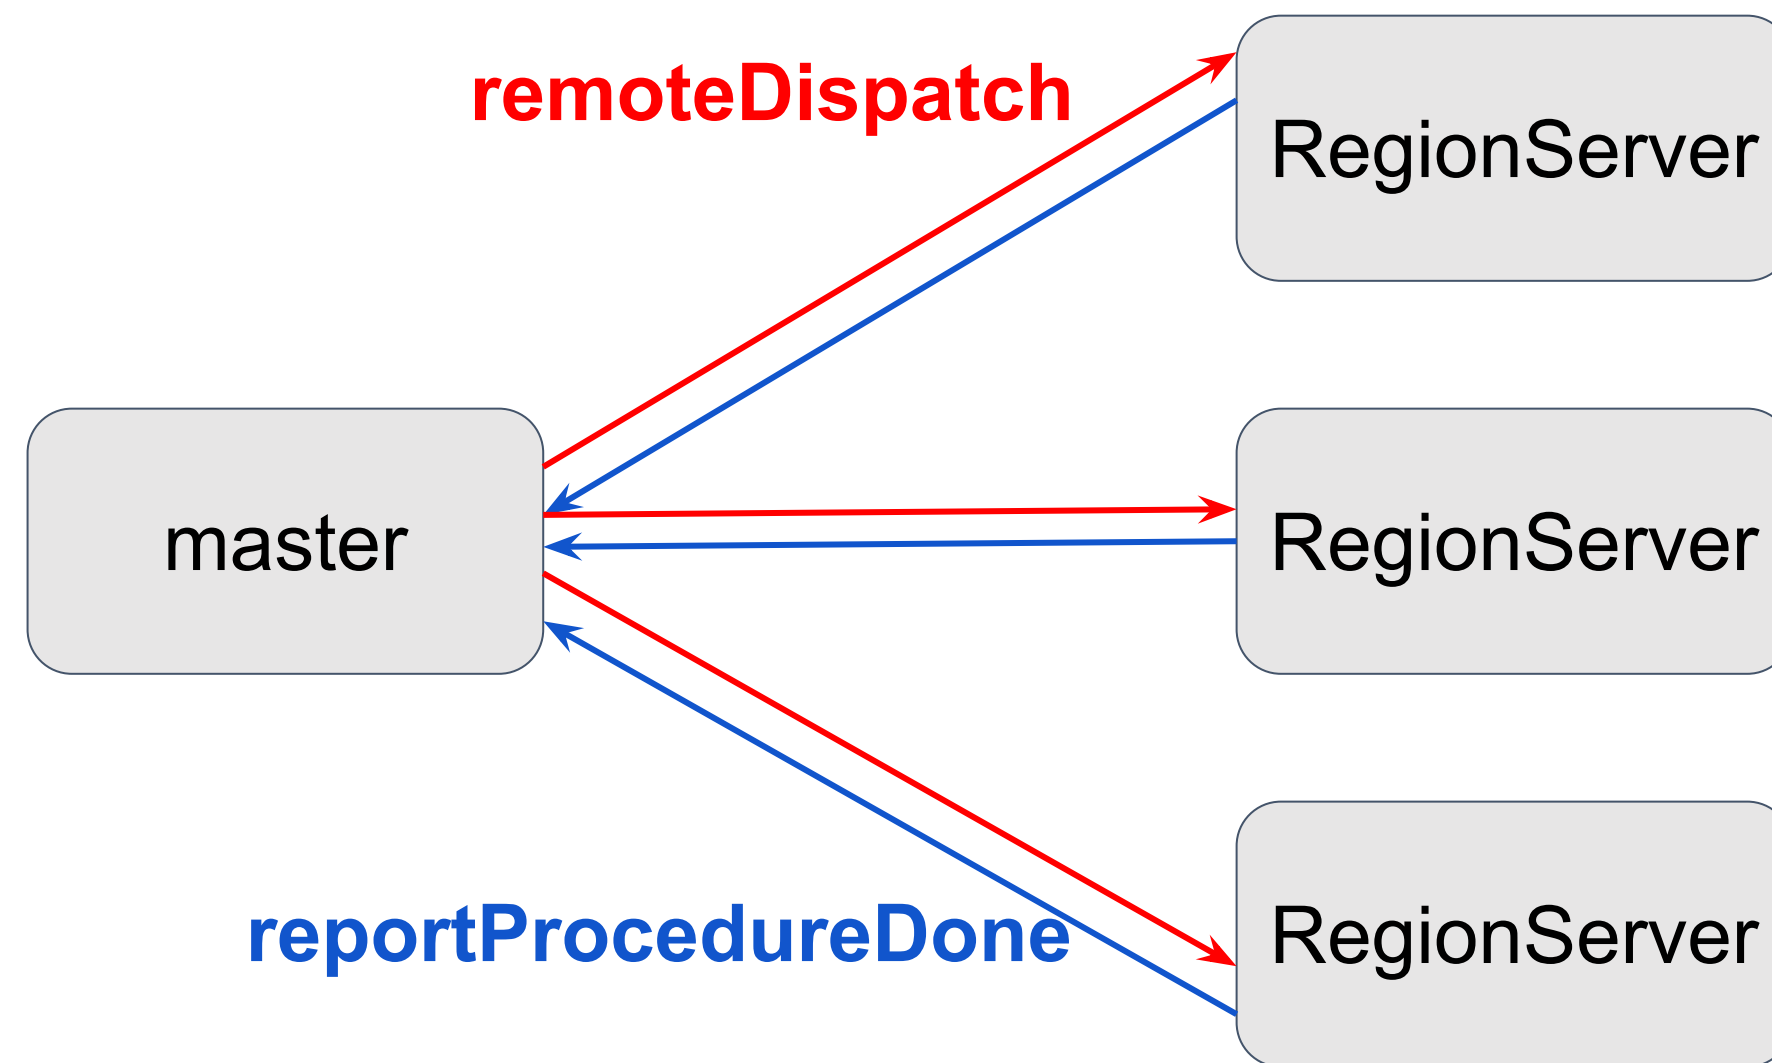 remoteDispatch
RegionServer
master
RegionServer
reportProcedureDone
RegionServer